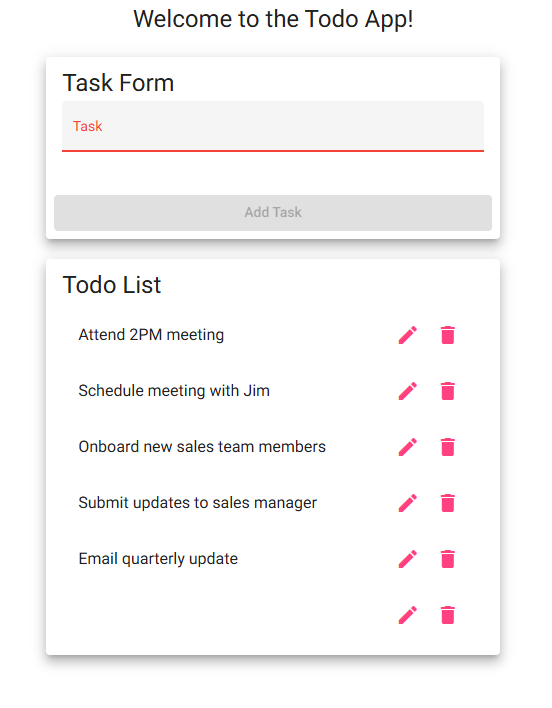 Welcome to the Todo App!
Task Form
Task
Add Task
Todo List
Attend 2PM meeting
Schedule meeting with Jim
Onboard new sales team members
Submit updates to sales manager
Email quarterly update